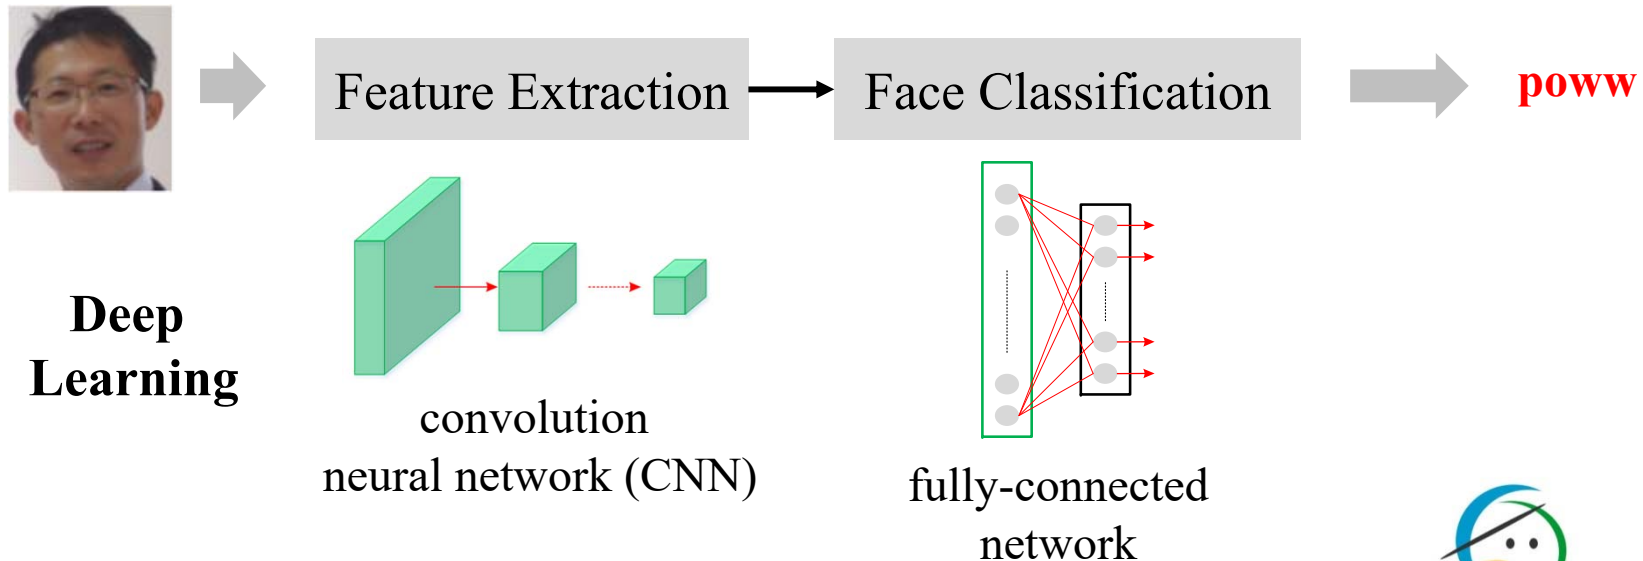 Feature Extraction
Face Classification
poww
Deep
Learning
convolution
neural network (CNN)
fully-connected
network